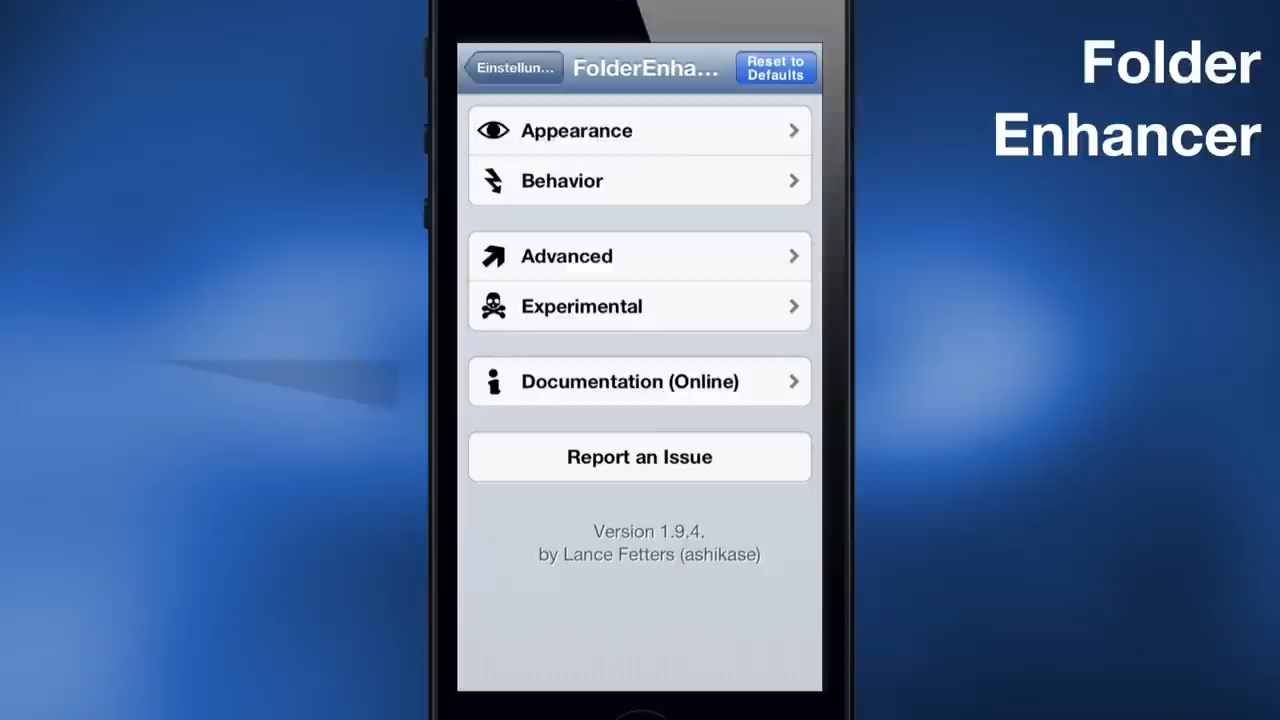 Folder
Enhancer
Einstellun...
FolderEnha...
Reset to
Defaults
Appearance
Behavior
Advanced
Experimental
Documentation (Online)
Report an Issue
Version 1.9.4,
by Lance Fetters (ashikase)